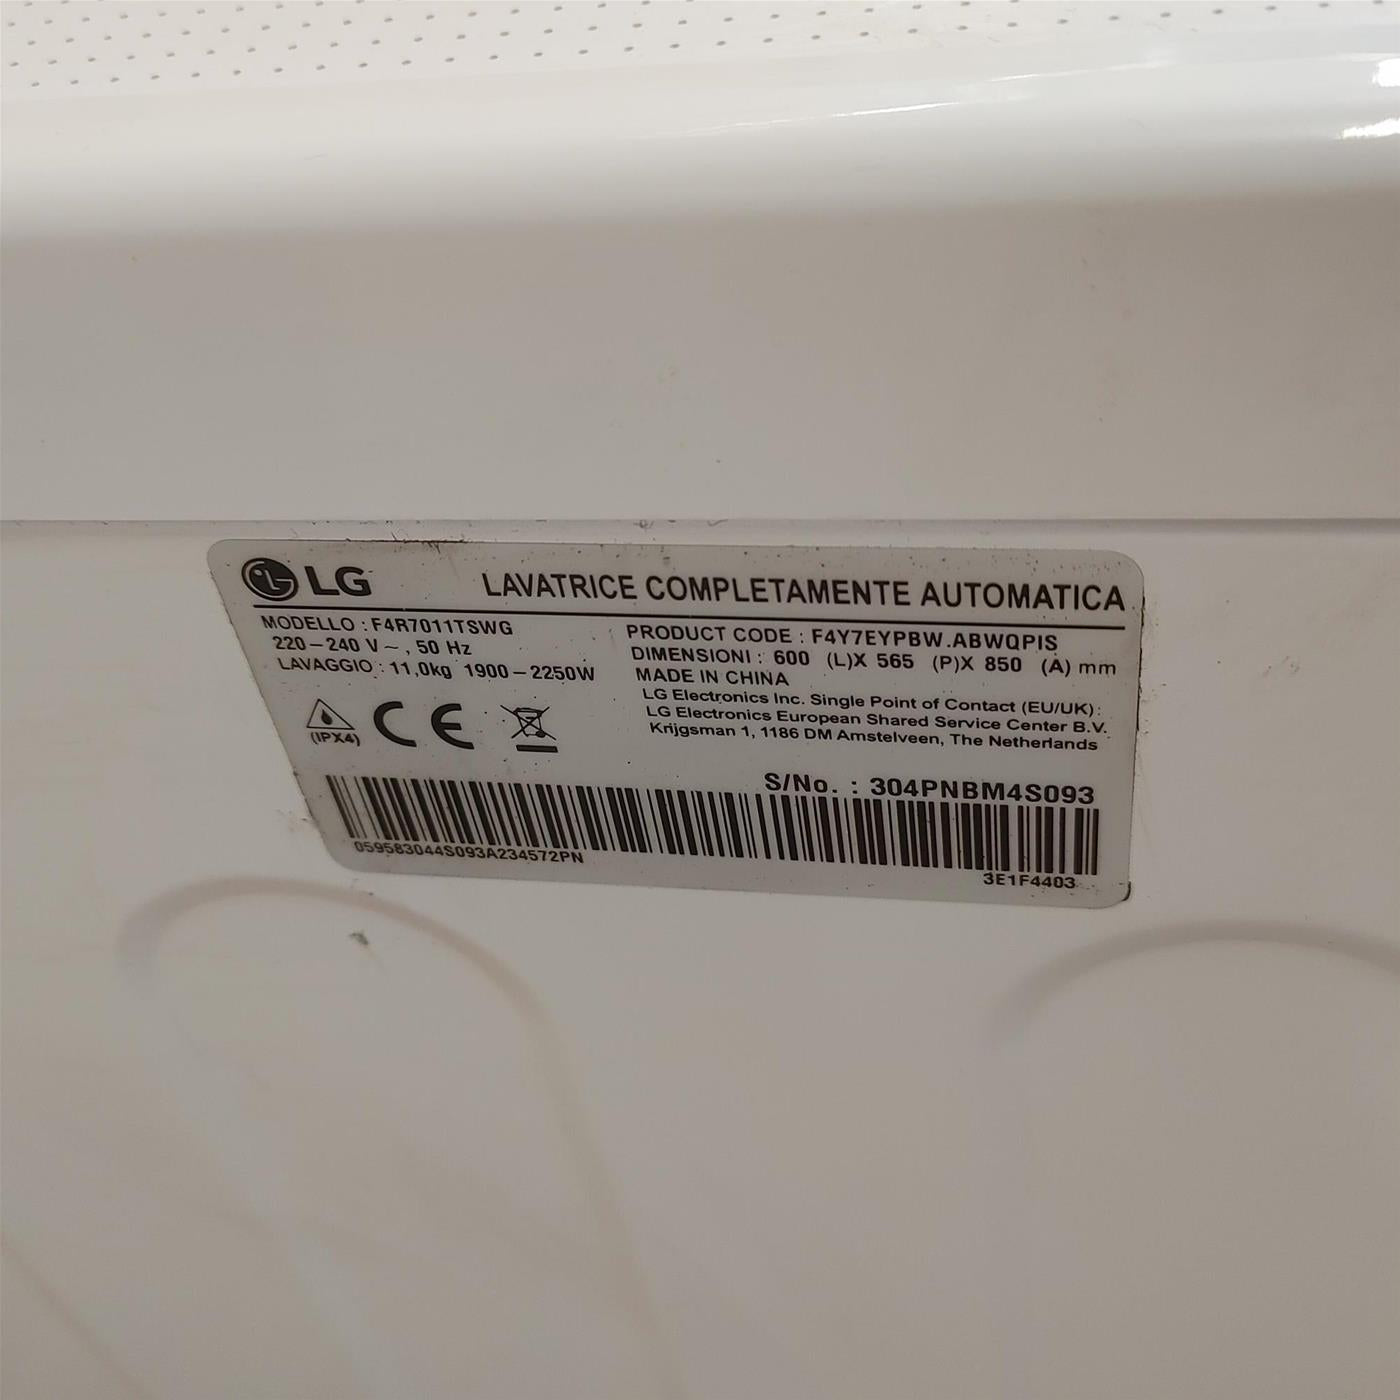 LG LAVATRICE COMPLETAMENTE AUTOMATICA
MODELLO : F4R7011TSWG
220–240 V ~ , 50 Hz
LAVAGGIO : 11,0kg 1900–2250W
(IPX4)
CE
PRODUCT CODE : F4Y7EYPBW.ABWQPIS
DIMENSIONI : 600 (L)X 565 (P)X 850 (A) mm
MADE IN CHINA
LG Electronics Inc. Single Point of Contact (EU/UK) :
LG Electronics European Shared Service Center B.V.
Krijgsman 1, 1186 DM Amstelveen, The Netherlands
S/No. : 304PNBM4S093
059583044S093A234572PN
3E1F4403